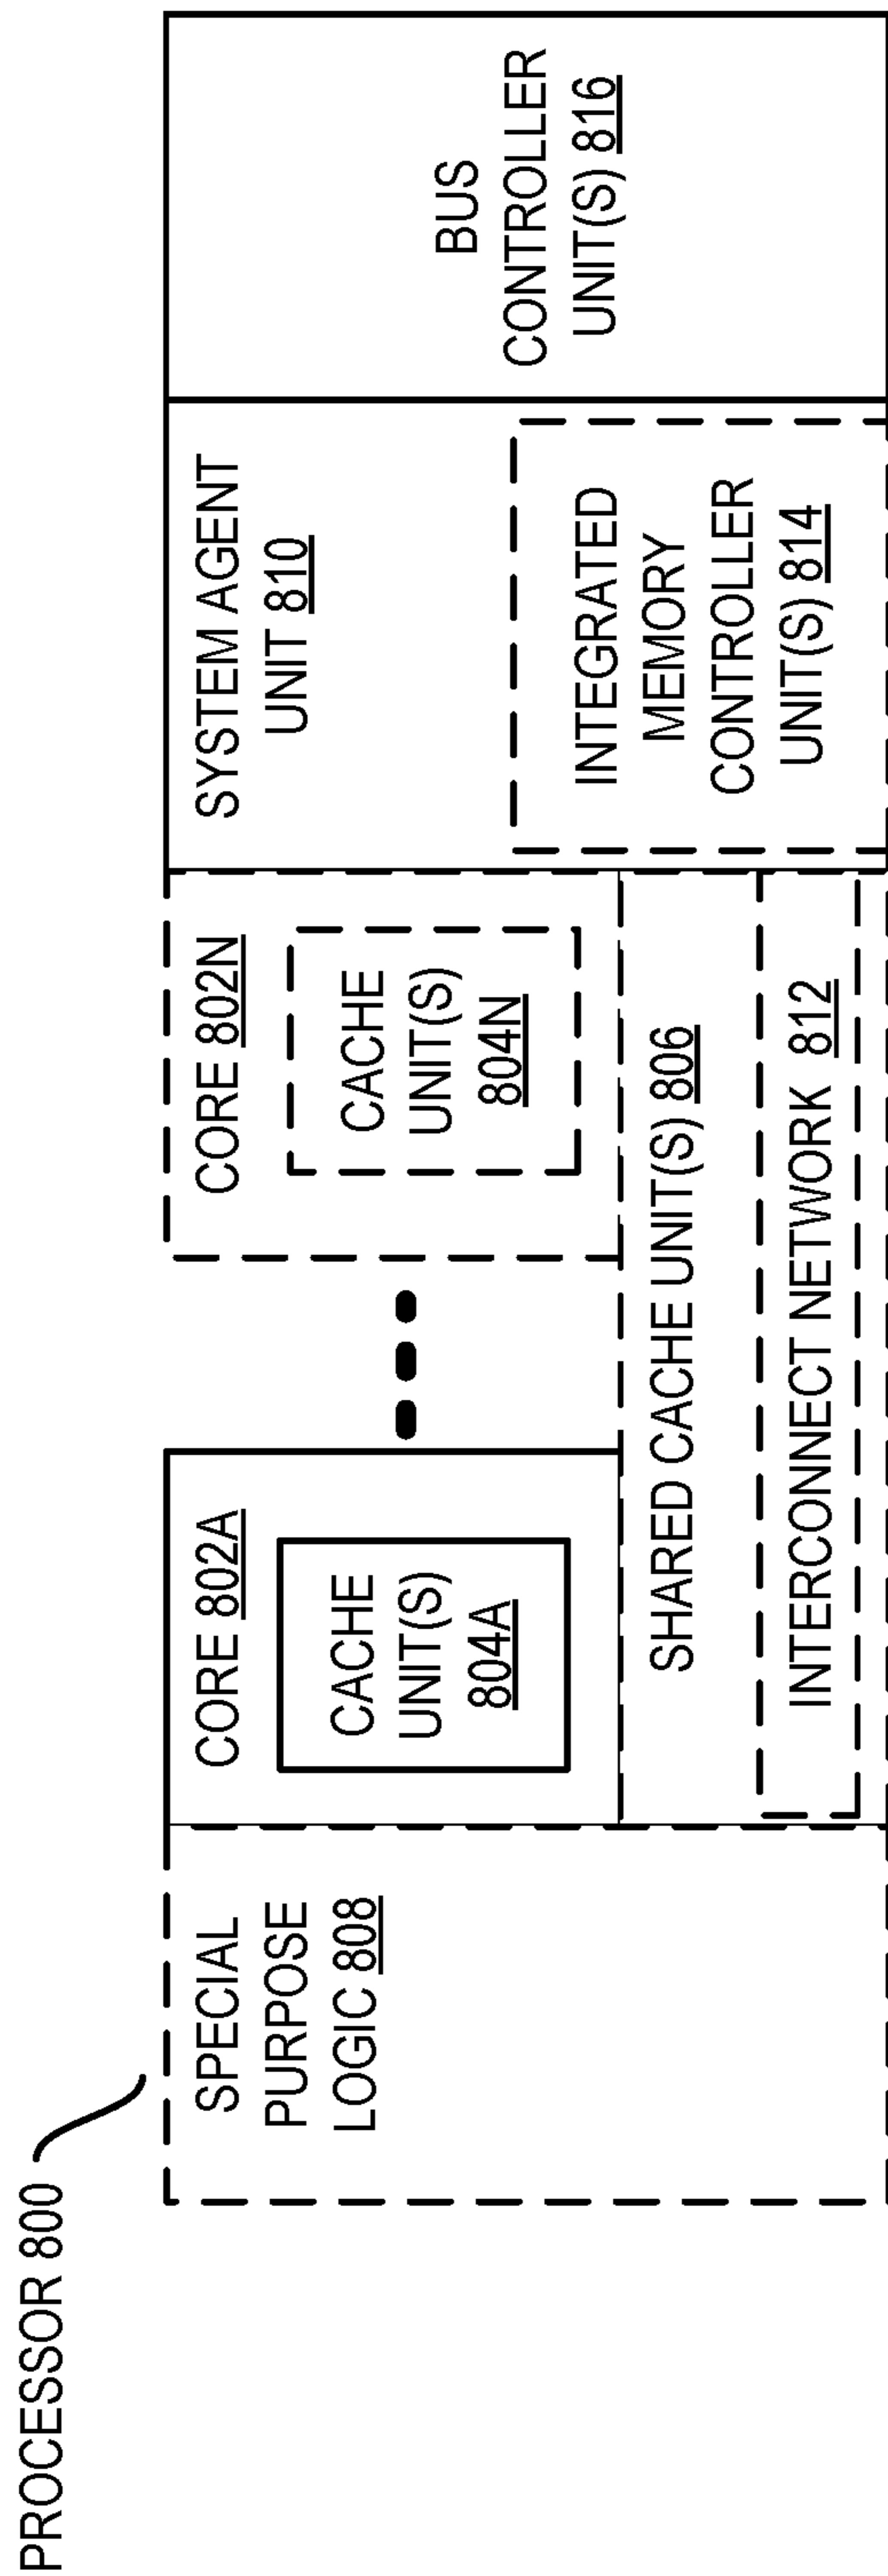 PROCESSOR 800
SPECIAL
PURPOSE
LOGIC 808
CORE 802A
CACHE
UNIT(S)
804A
CORE 802N
CACHE
UNIT(S)
804N
SHARED CACHE UNIT(S) 806
INTERCONNECT NETWORK 812
SYSTEM AGENT
UNIT 810
INTEGRATED
MEMORY
CONTROLLER
UNIT(S) 814
BUS
CONTROLLER
UNIT(S) 816